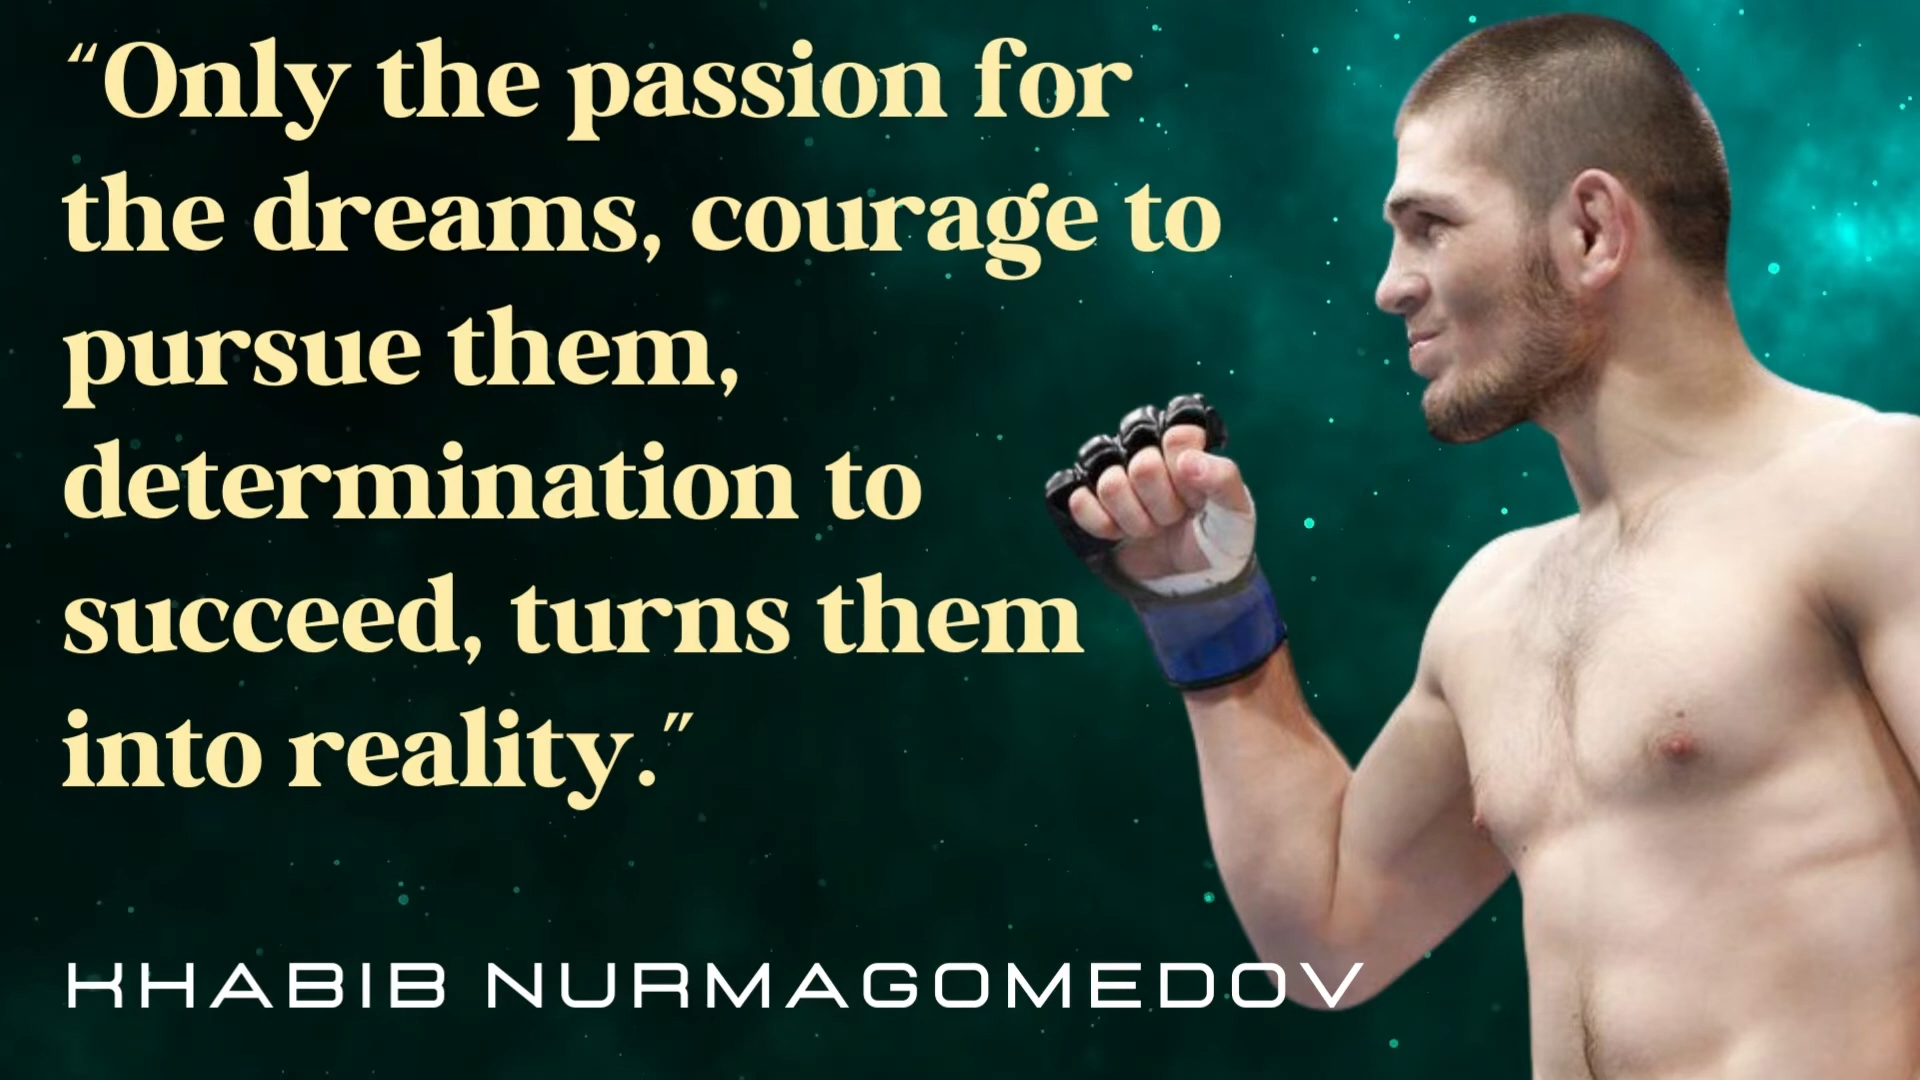 “Only the passion for
the dreams, courage to
pursue them,
determination to
succeed, turns them
into reality.”
KHABIB NURMAGOMEDOV